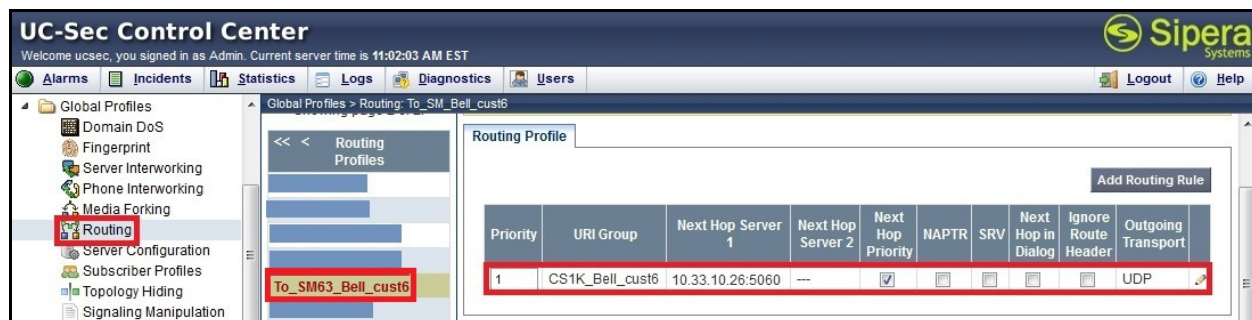 UC-Sec Control Center
Welcome ucsec, you signed in as Admin. Current server time is 11:02:03 AM EST
Sipera
Systems
Alarms Incidents Statistics Logs Diagnostics Users Logout Help
Global Profiles
Domain DoS
Fingerprint
Server Interworking
Phone Interworking
Media Forking
Routing
Server Configuration
Subscriber Profiles
Topology Hiding
Signaling Manipulation
Global Profiles > Routing: To_SM_Bell_cust6
<< < Routing
Profiles
To_SM63_Bell_cust6
Routing Profile
Add Routing Rule
Priority URI Group Next Hop Server 1 Next Hop Server 2 Next Hop Priority NAPTR SRV Next Hop in Dialog Ignore Route Header Outgoing Transport
1 CS1K_Bell_cust6 10.33.10.26:5060 --- UDP